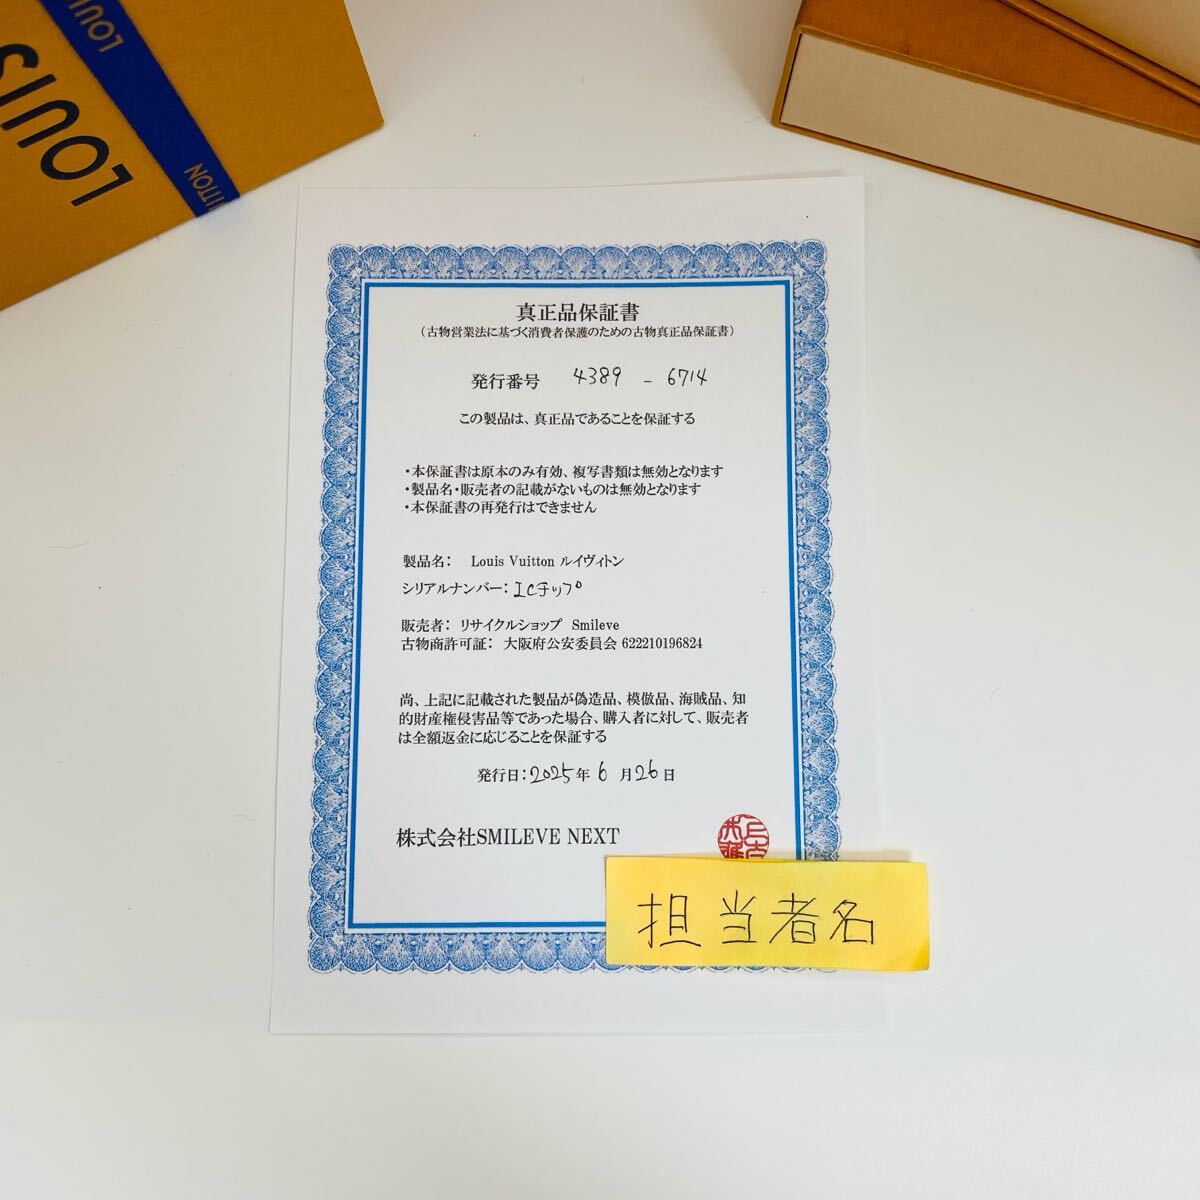 LOUIS
LOUI
UITTON
真正品保証書
（古物営業法に基づく消費者保護のための古物真正品保証書）
発行番号 4389 - 6714
この製品は、真正品であることを保証する
・本保証書は原本のみ有効、複写書類は無効となります
・製品名・販売者の記載がないものは無効となります
・本保証書の再発行はできません
製品名： Louis Vuitton ルイヴィトン
シリアルナンバー：ICチップ
販売者： リサイクルショップ Smileve
古物商許可証： 大阪府公安委員会 622210196824
尚、上記に記載された製品が偽造品、模倣品、海賊品、知
的財産権侵害品等であった場合、購入者に対して、販売者
は全額返金に応じることを保証する
発行日：2025年 6 月26日
株式会社SMILEVE NEXT
担当者名